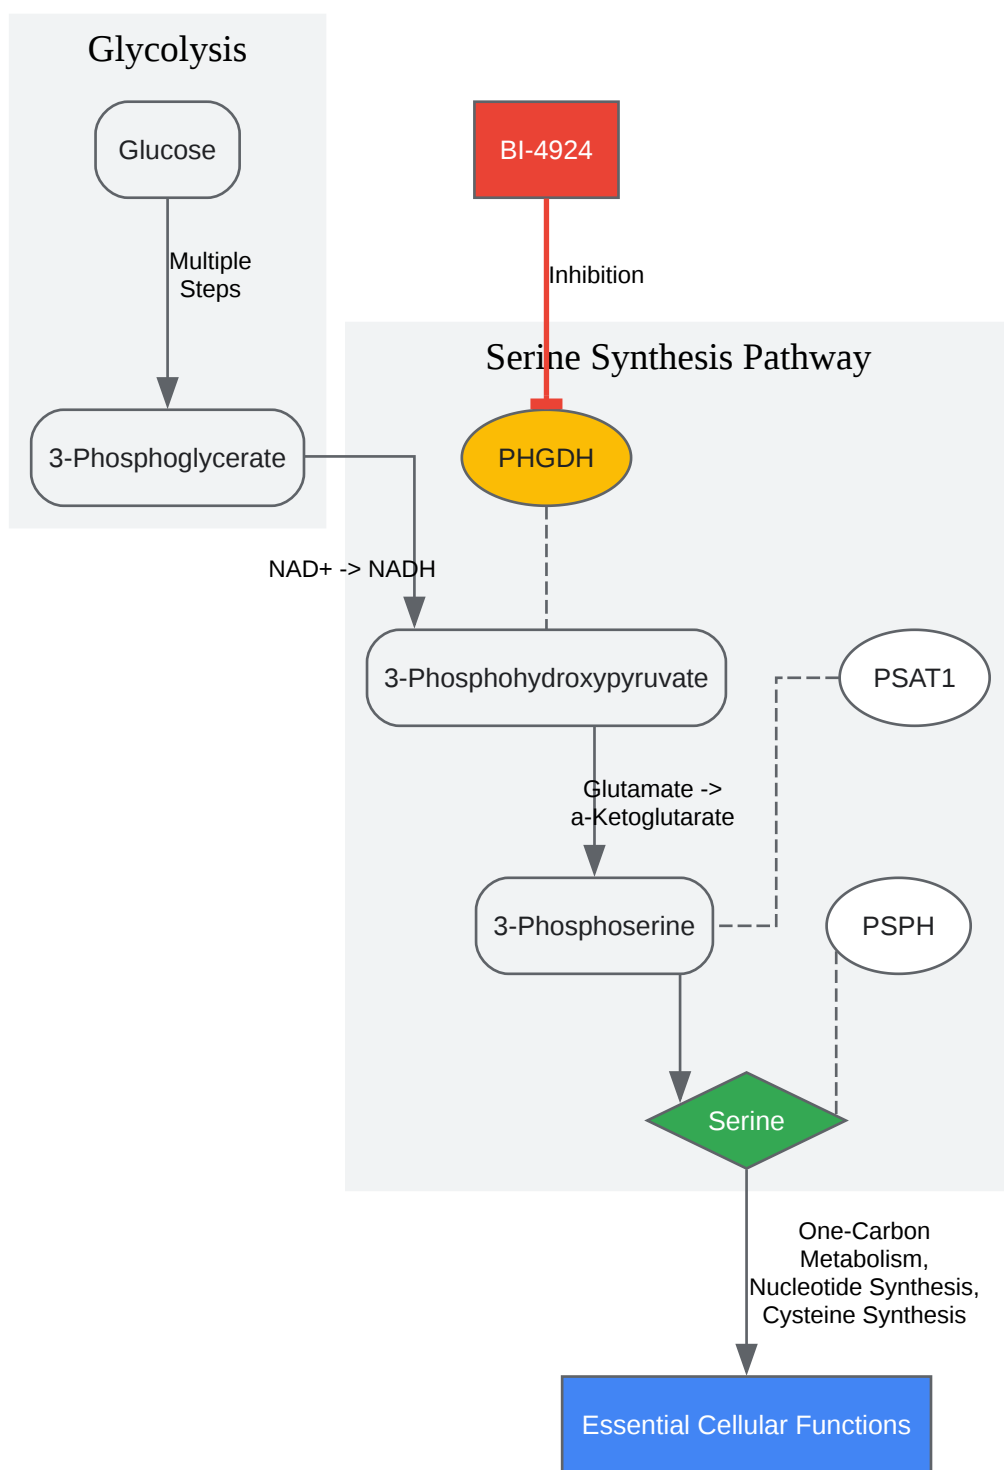 Glycolysis
Glucose
BI-4924
Multiple
Steps
Inhibition
Serine Synthesis Pathway
3-Phosphoglycerate
PHGDH
NAD+ -> NADH
3-Phosphohydroxypyruvate
PSAT1
Glutamate ->
a-Ketoglutarate
3-Phosphoserine
PSPH
Serine
One-Carbon
Metabolism,
Nucleotide Synthesis,
Cysteine Synthesis
Essential Cellular Functions